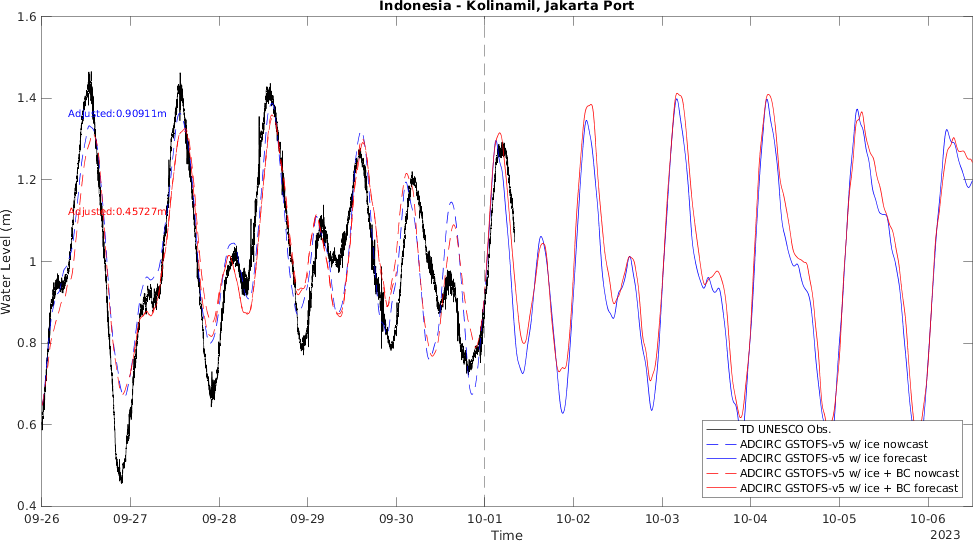 Indonesia - Kolinamil, Jakarta Port
1.6
1.4
1.2
1
0.8
0.6
0.4
Water Level (m)
Adjusted:0.90911m
Adjusted:0.45727m
TD UNESCO Obs.
ADCIRC GSTOFS-v5 w/ ice nowcast
ADCIRC GSTOFS-v5 w/ ice forecast
ADCIRC GSTOFS-v5 w/ ice + BC nowcast
ADCIRC GSTOFS-v5 w/ ice + BC forecast
09-26 09-27 09-28 09-29 09-30 10-01 10-02 10-03 10-04 10-05 10-06
Time
2023